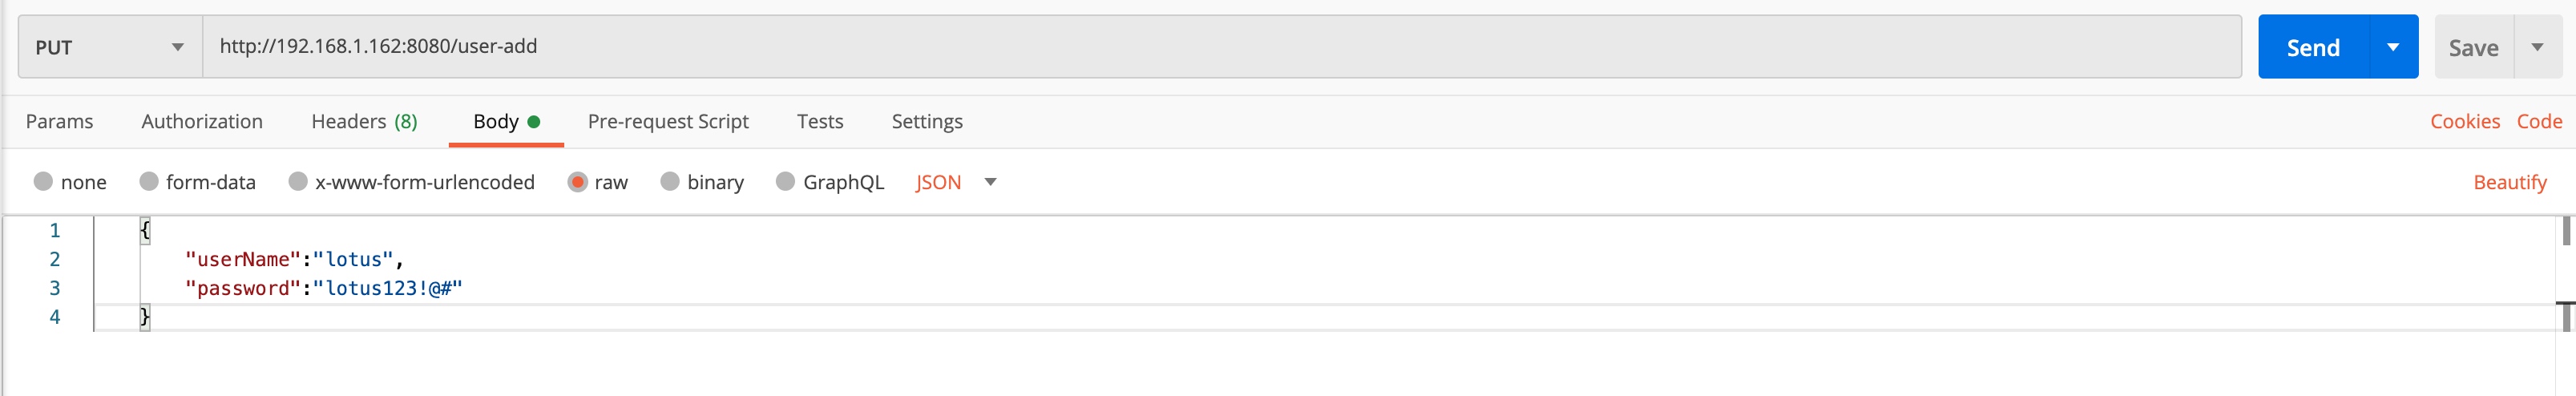 PUT http://192.168.1.162:8080/user-add Send Save
Params Authorization Headers (8) Body Pre-request Script Tests Settings Cookies Code
none form-data x-www-form-urlencoded raw binary GraphQL JSON Beautify
1 {
2 "userName":"lotus",
3 "password":"lotus123!@#"
4 }